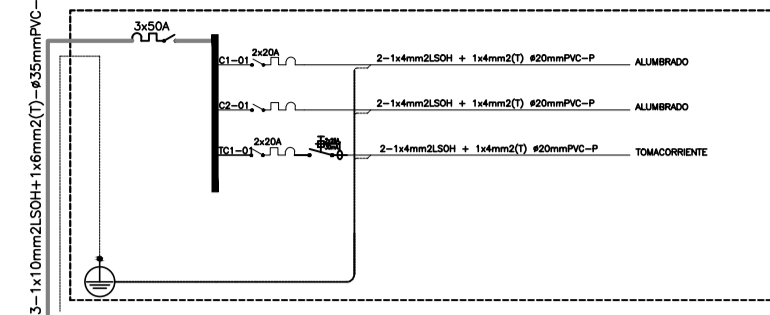 3-1x10mm2LSOH+1x6mm2(T)-ø35mmPVC-
3x50A
C1-01 2x20A 2-1x4mm2LSOH + 1x4mm2(T) ø20mmPVC-P ALUMBRADO
C2-01 2x20A 2-1x4mm2LSOH + 1x4mm2(T) ø20mmPVC-P ALUMBRADO
TC1-01 2x20A 2-1x4mm2LSOH + 1x4mm2(T) ø20mmPVC-P TOMACORRIENTE